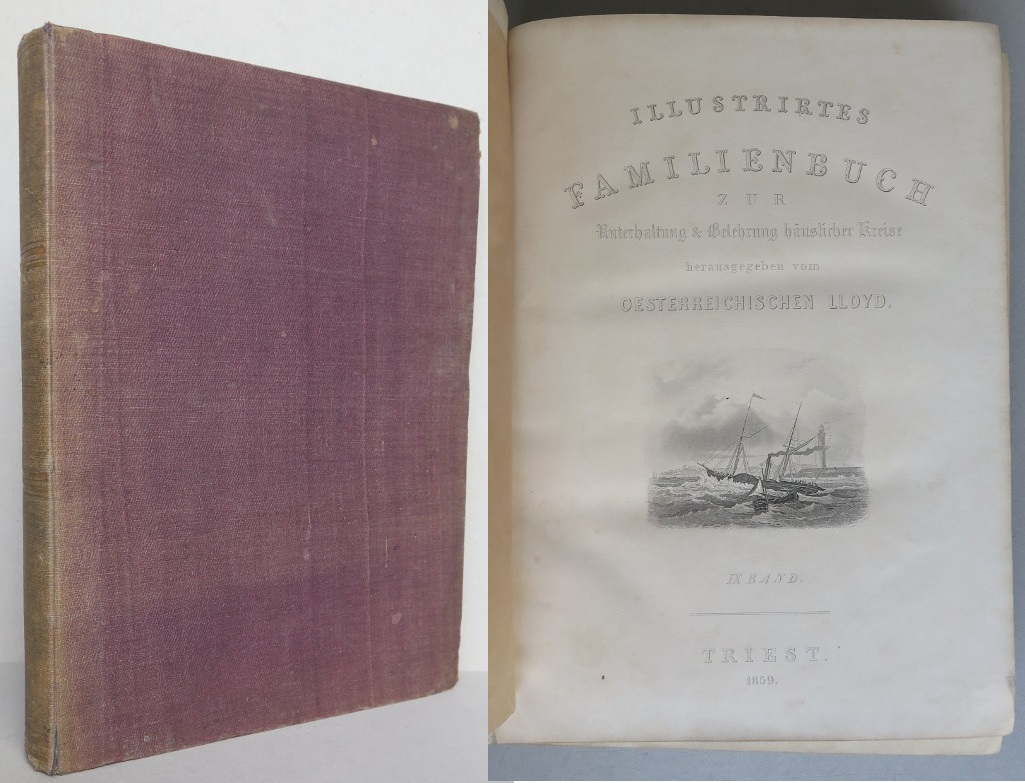 ILLUSTRIRTES
FAMILIENBUCH
ZUR
Unterhaltung & Belehrung häuslicher Kreise
herausgegeben vom
OESTERREICHISCHEN LLOYD.
IX BAND.
TRIEST.
1859.